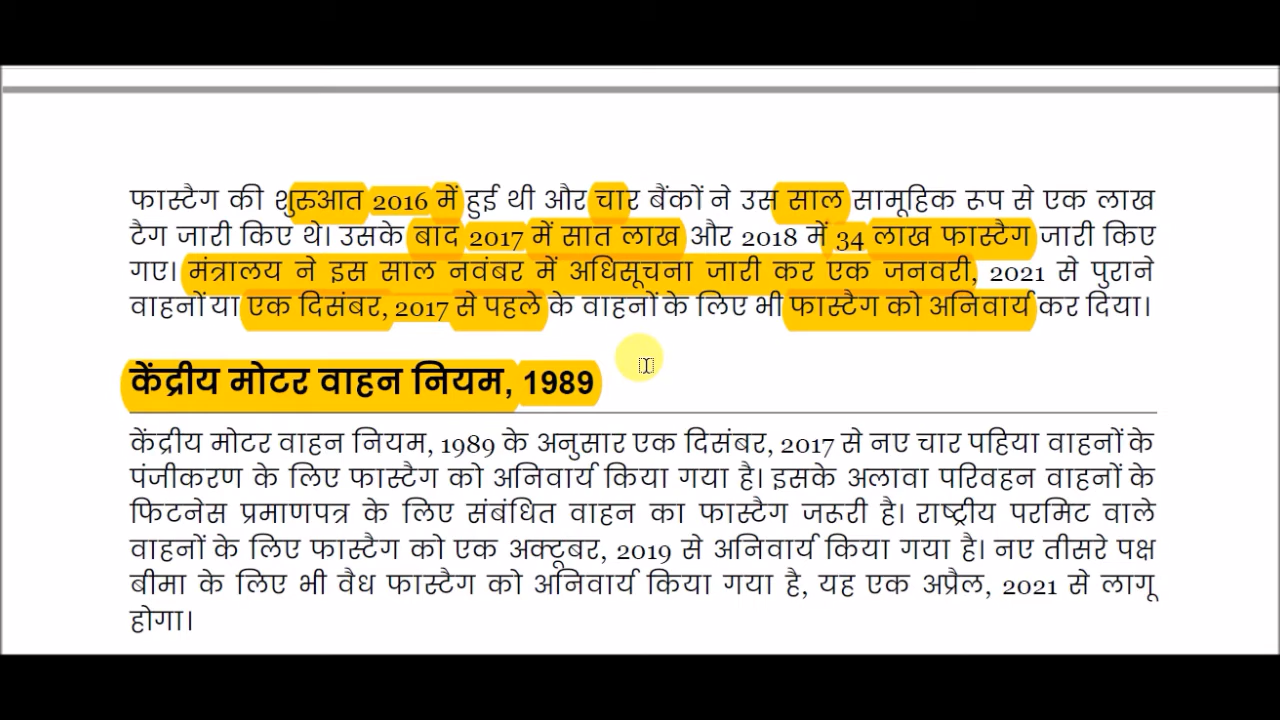 फास्टैग की शुरुआत 2016 में हुई थी और चार बैंकों ने उस साल सामूहिक रूप से एक लाख
टैग जारी किए थे। उसके बाद 2017 में सात लाख और 2018 में 34 लाख फास्टैग जारी किए
गए। मंत्रालय ने इस साल नवंबर में अधिसूचना जारी कर एक जनवरी, 2021 से पुराने
वाहनों या एक दिसंबर, 2017 से पहले के वाहनों के लिए भी फास्टैग को अनिवार्य कर दिया।
केंद्रीय मोटर वाहन नियम, 1989
केंद्रीय मोटर वाहन नियम, 1989 के अनुसार एक दिसंबर, 2017 से नए चार पहिया वाहनों के
पंजीकरण के लिए फास्टैग को अनिवार्य किया गया है। इसके अलावा परिवहन वाहनों के
फिटनेस प्रमाणपत्र के लिए संबंधित वाहन का फास्टैग जरूरी है। राष्ट्रीय परमिट वाले
वाहनों के लिए फास्टैग को एक अक्टूबर, 2019 से अनिवार्य किया गया है। नए तीसरे पक्ष
बीमा के लिए भी वैध फास्टैग को अनिवार्य किया गया है, यह एक अप्रैल, 2021 से लागू
होगा।